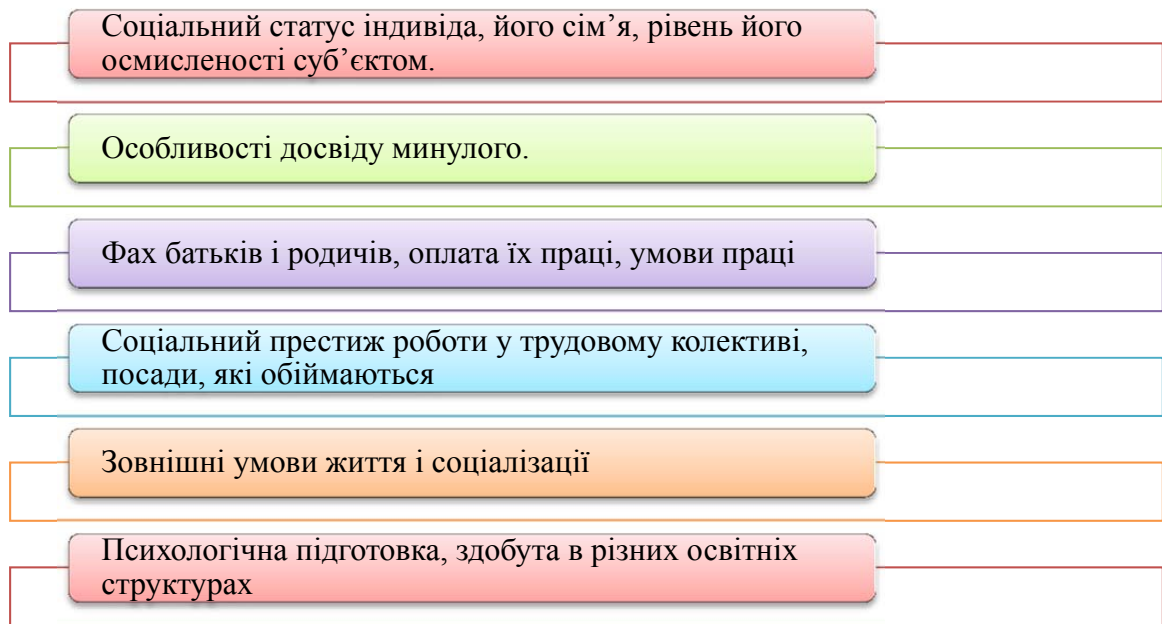 Соціальний статус індивіда, його сім’я, рівень його
осмисленості суб’єктом.
Особливості досвіду минулого.
Фах батьків і родичів, оплата їх праці, умови праці
Соціальний престиж роботи у трудовому колективі,
посади, які обіймаються
Зовнішні умови життя і соціалізації
Психологічна підготовка, здобута в різних освітніх
структурах